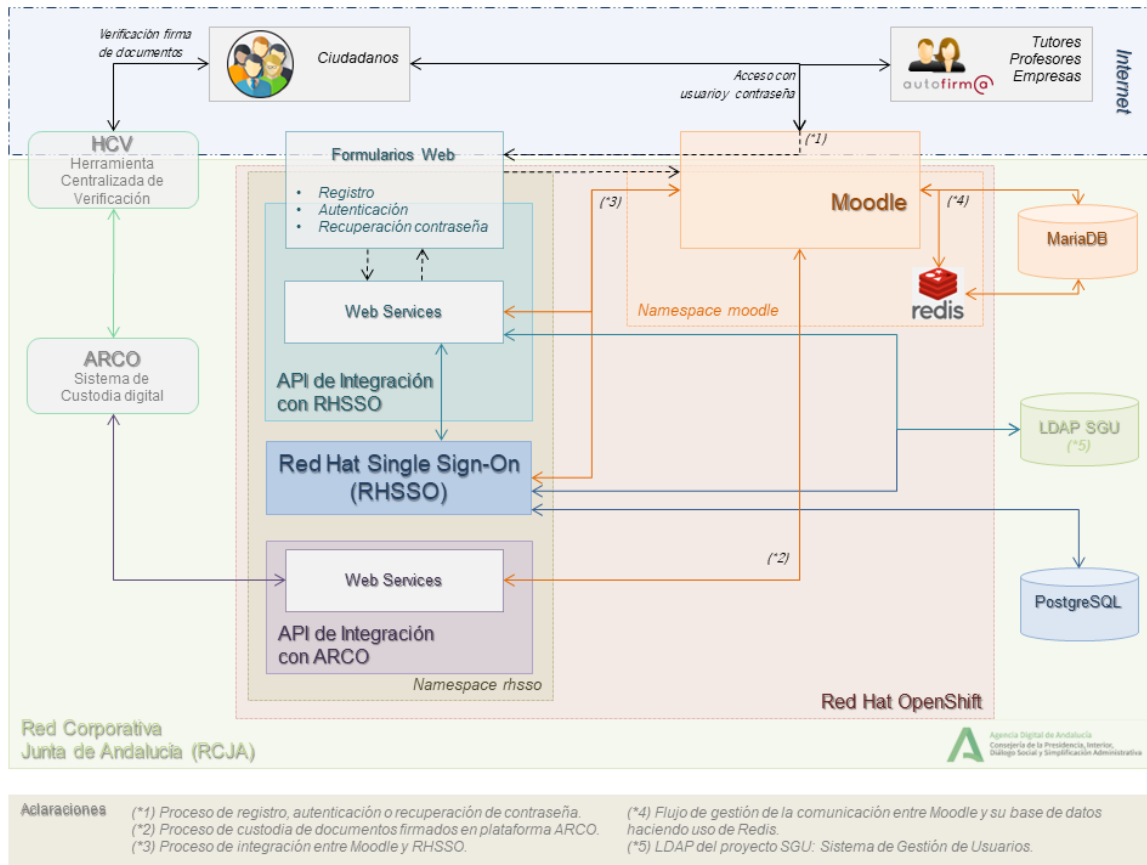 Verificación firma
de documentos
Ciudadanos
Tutores
Profesores
Empresas
autofirm@
Internet
Acceso con
usuario y contraseña
(*1)
HCV
Herramienta
Centralizada de
Verificación
Formularios Web
• Registro
• Autenticación
• Recuperación contraseña
(*3)
Moodle
(*4)
MariaDB
redis
Namespace moodle
Web Services
API de Integración
con RHSSO
ARCO
Sistema de
Custodia digital
LDAP SGU
(*5)
Red Hat Single Sign-On
(RHSSO)
(*2)
Web Services
API de Integración
con ARCO
PostgreSQL
Namespace rhsso
Red Hat OpenShift
Red Corporativa
Junta de Andalucía (RCJA)
Agencia Digital de Andalucía
Consejería de la Presidencia, Interior,
Diálogo Social y Simplificación Administrativa
Aclaraciones
(*1) Proceso de registro, autenticación o recuperación de contraseña.
(*2) Proceso de custodia de documentos firmados en plataforma ARCO.
(*3) Proceso de integración entre Moodle y RHSSO.
(*4) Flujo de gestión de la comunicación entre Moodle y su base de datos
haciendo uso de Redis.
(*5) LDAP del proyecto SGU: Sistema de Gestión de Usuarios.